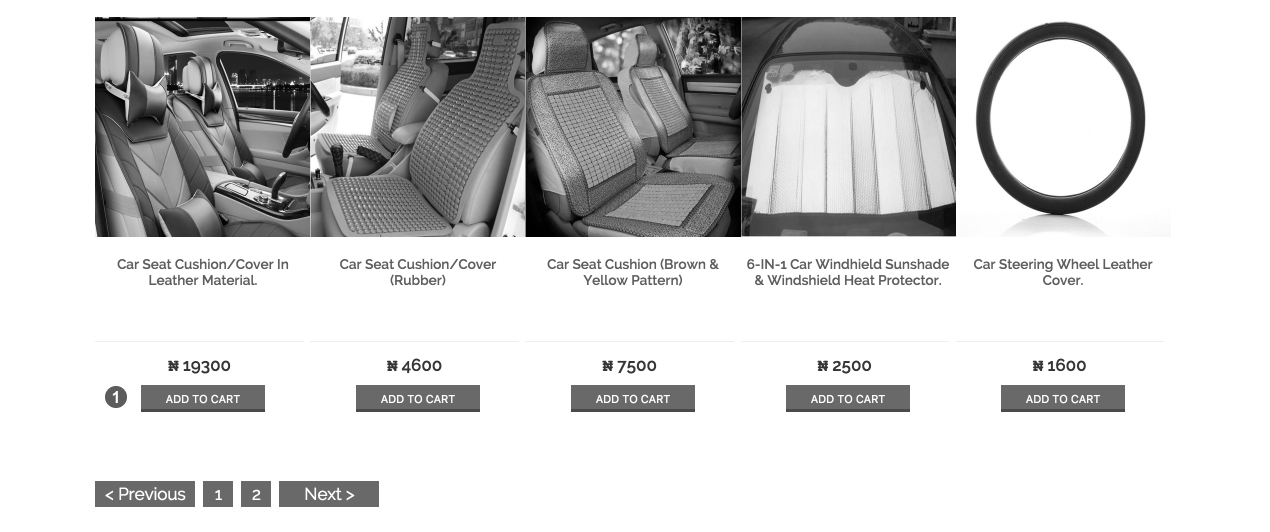 Car Seat Cushion/Cover In
Leather Material.
Car Seat Cushion/Cover
(Rubber)
Car Seat Cushion (Brown &
Yellow Pattern)
6-IN-1 Car Windhield Sunshade
& Windshield Heat Protector.
Car Steering Wheel Leather
Cover.
₦ 19300
₦ 4600
₦ 7500
₦ 2500
₦ 1600
1
ADD TO CART
ADD TO CART
ADD TO CART
ADD TO CART
ADD TO CART
< Previous
1
2
Next >